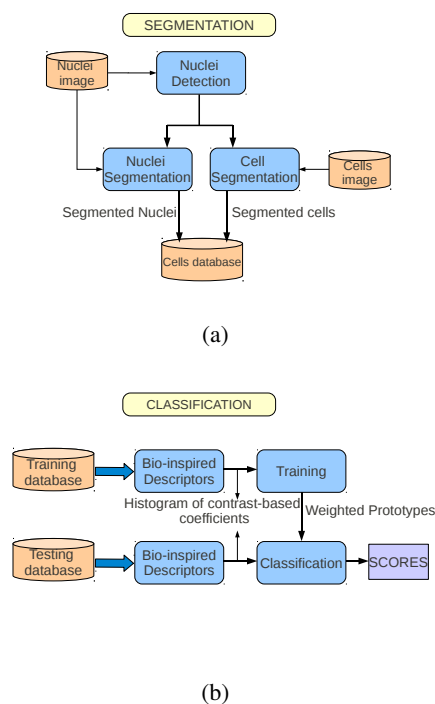 SEGMENTATION
Nuclei
image
Nuclei
Detection
Nuclei
Segmentation
Cell
Segmentation
Cells
image
Segmented Nuclei
Segmented cells
Cells database
(a)
CLASSIFICATION
Training
database
Bio-inspired
Descriptors
Training
Histogram of contrast-based
coefficients
Weighted Prototypes
Testing
database
Bio-inspired
Descriptors
Classification
SCORES
(b)